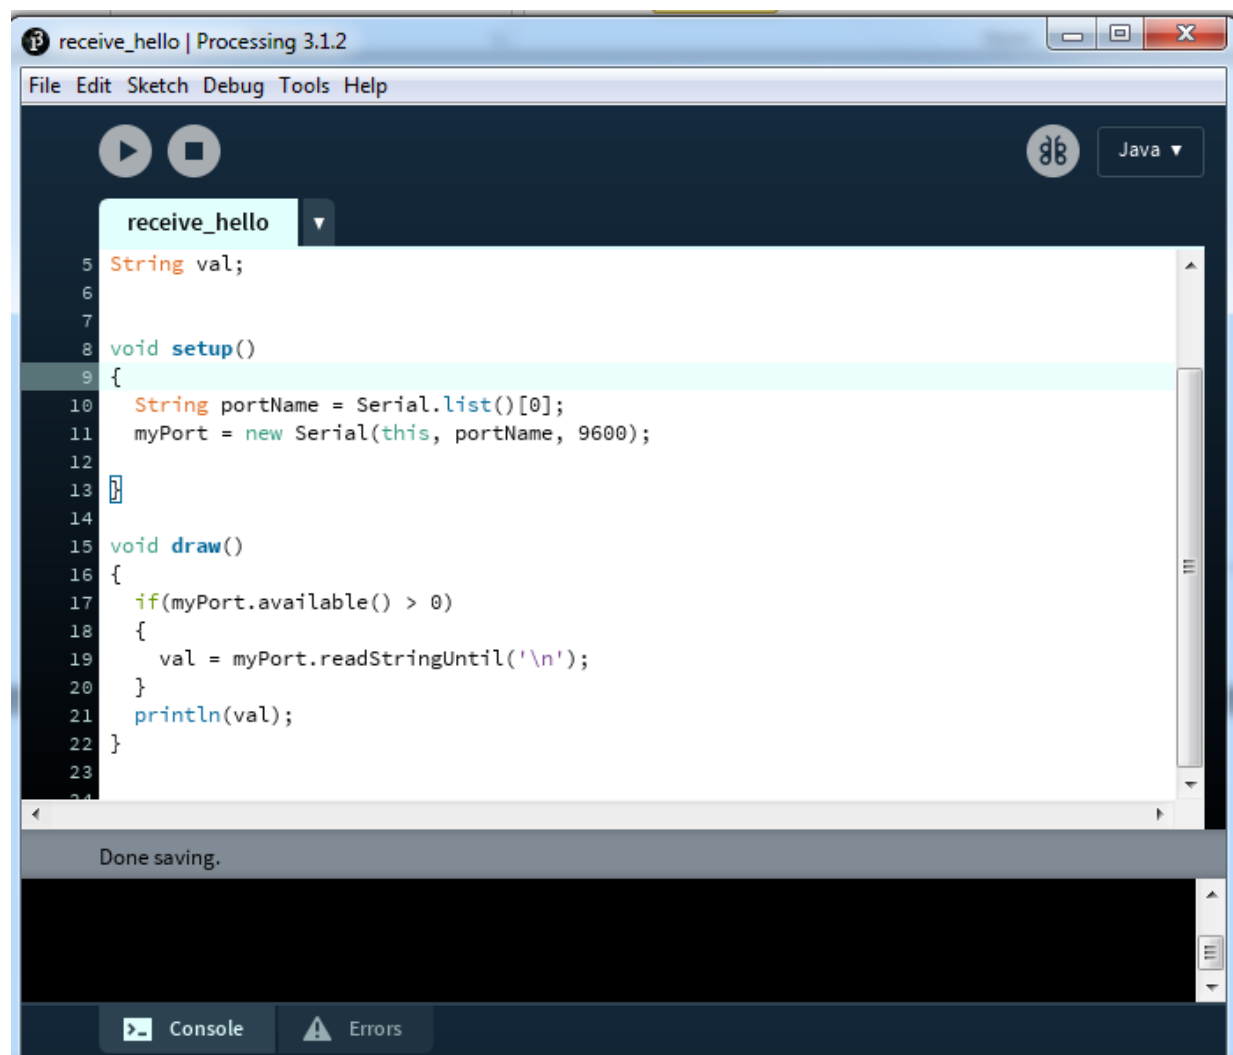 receive_hello | Processing 3.1.2
File Edit Sketch Debug Tools Help
Java ▼
receive_hello ▼
5 String val;
6
7
8 void setup()
9 {
10 String portName = Serial.list()[0];
11 myPort = new Serial(this, portName, 9600);
12
13 }
14
15 void draw()
16 {
17 if(myPort.available() > 0)
18 {
19 val = myPort.readStringUntil('\n');
20 }
21 println(val);
22 }
23
Done saving.
Console Errors